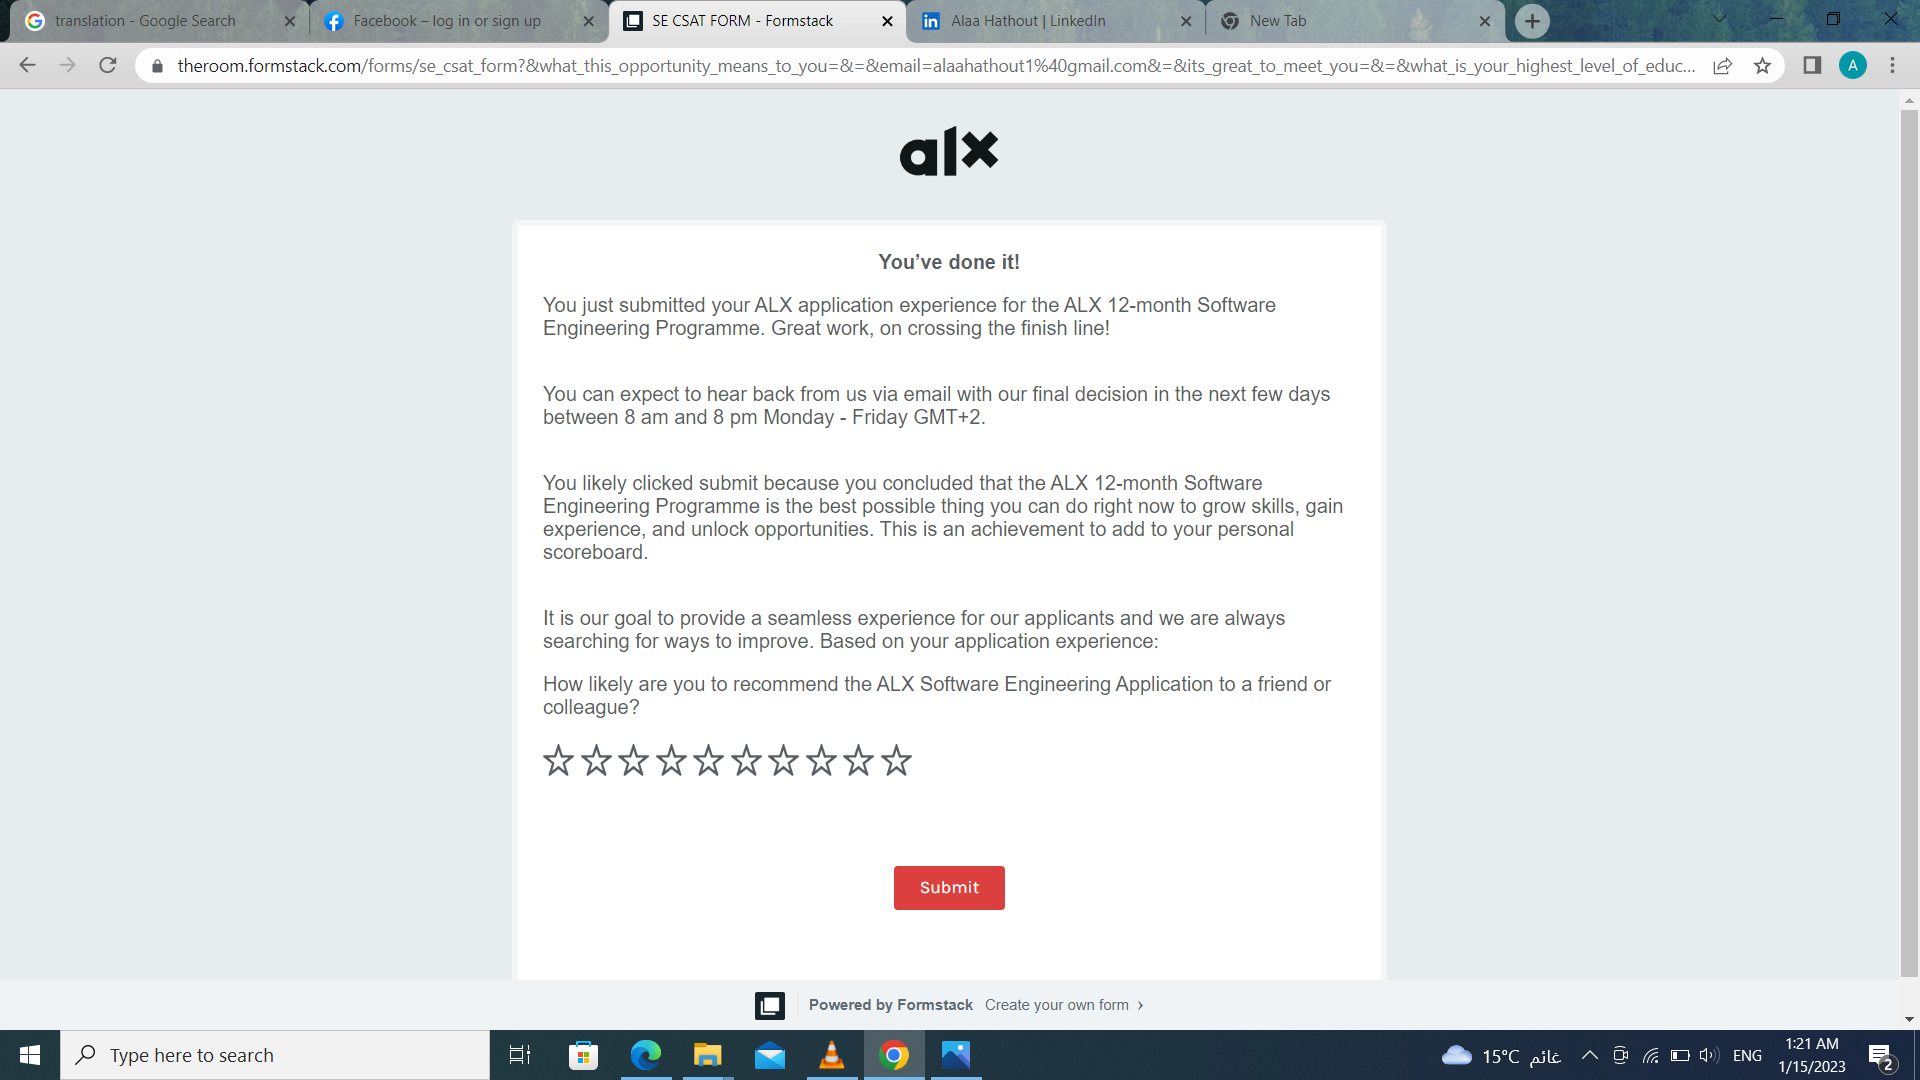 translation - Google Search
Facebook – log in or sign up
SE CSAT FORM - Formstack
Alaa Hathout | LinkedIn
New Tab
theroom.formstack.com/forms/se_csat_form?&what_this_opportunity_means_to_you=&=&email=alaahathout1%40gmail.com&=&its_great_to_meet_you=&=&what_is_your_highest_level_of_educ...
A
alx
You've done it!
You just submitted your ALX application experience for the ALX 12-month Software
Engineering Programme. Great work, on crossing the finish line!
You can expect to hear back from us via email with our final decision in the next few days
between 8 am and 8 pm Monday - Friday GMT+2.
You likely clicked submit because you concluded that the ALX 12-month Software
Engineering Programme is the best possible thing you can do right now to grow skills, gain
experience, and unlock opportunities. This is an achievement to add to your personal
scoreboard.
It is our goal to provide a seamless experience for our applicants and we are always
searching for ways to improve. Based on your application experience:
How likely are you to recommend the ALX Software Engineering Application to a friend or
colleague?
Submit
Powered by Formstack Create your own form ›
Type here to search
15°C غائم
ENG
1:21 AM
1/15/2023
2